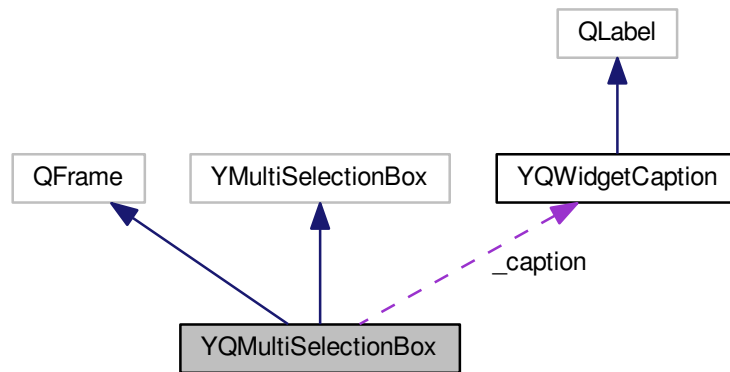 QLabel
QFrame
YMultiSelectionBox
YQWidgetCaption
_caption
YQMultiSelectionBox